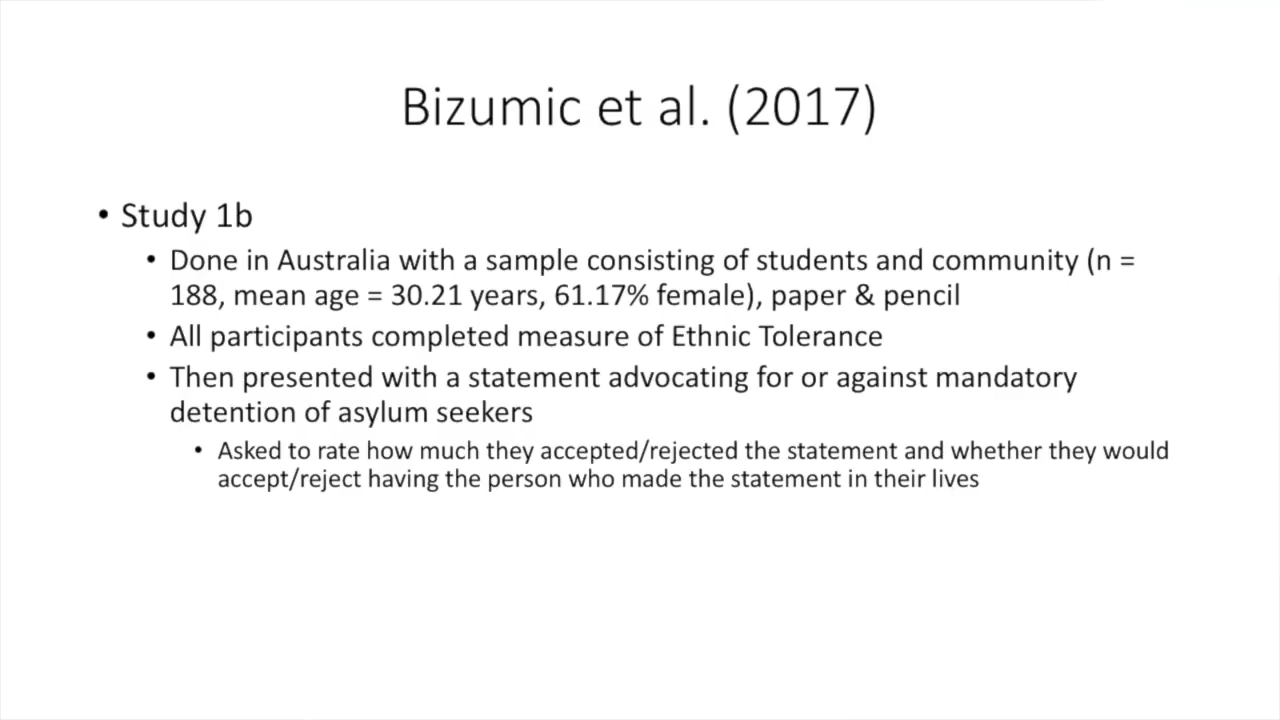 Bizumic et al. (2017)
• Study 1b
• Done in Australia with a sample consisting of students and community (n =
188, mean age = 30.21 years, 61.17% female), paper & pencil
• All participants completed measure of Ethnic Tolerance
• Then presented with a statement advocating for or against mandatory
detention of asylum seekers
• Asked to rate how much they accepted/rejected the statement and whether they would
accept/reject having the person who made the statement in their lives